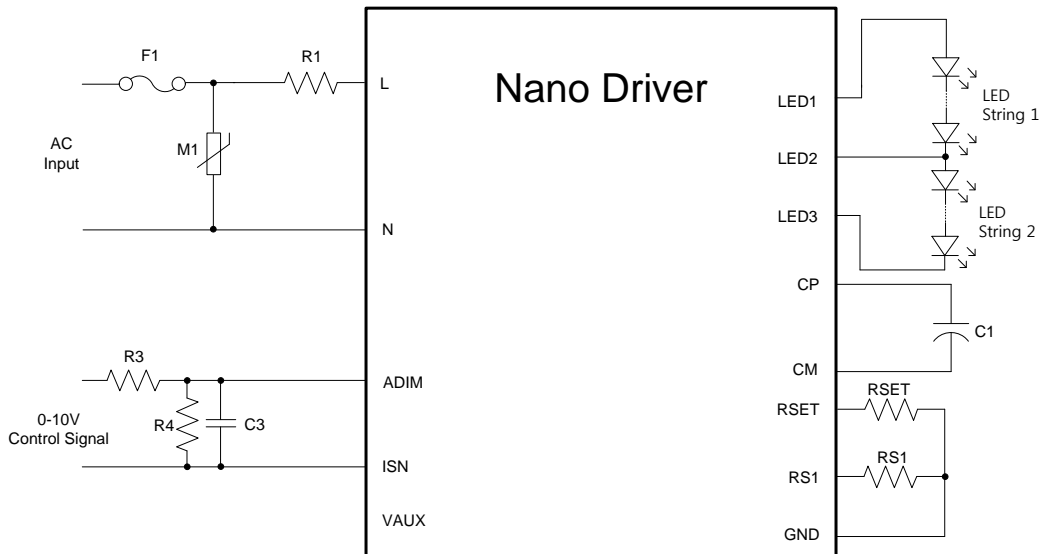 Nano Driver
F1
R1
L
AC
Input
M1
N
R3
ADIM
0-10V
Control Signal
R4
C3
ISN
VAUX
LED1
LED
String 1
LED2
LED3
LED
String 2
CP
C1
CM
RSET
RSET
RS1
RS1
GND